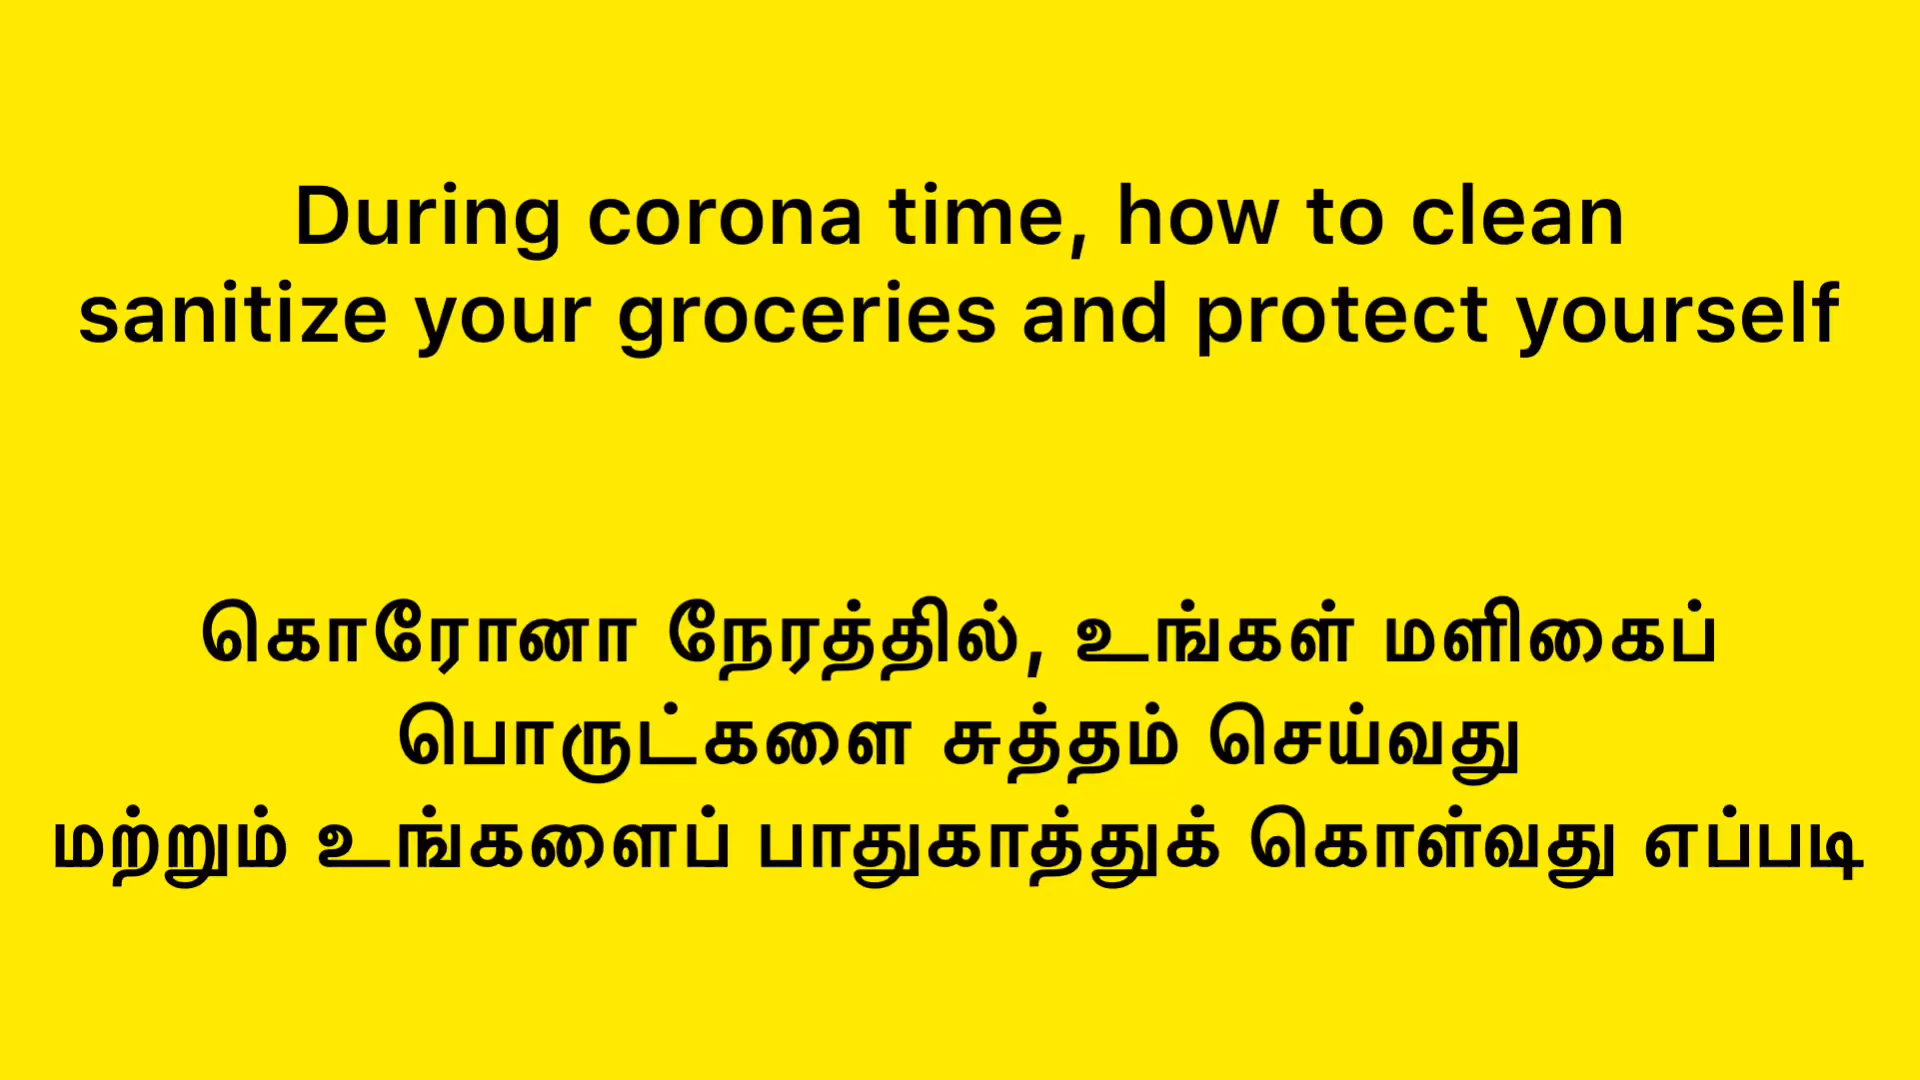 During corona time, how to clean
sanitize your groceries and protect yourself
கொரோனா நேரத்தில், உங்கள் மளிகைப்
பொருட்களை சுத்தம் செய்வது
மற்றும் உங்களைப் பாதுகாத்துக் கொள்வது எப்படி